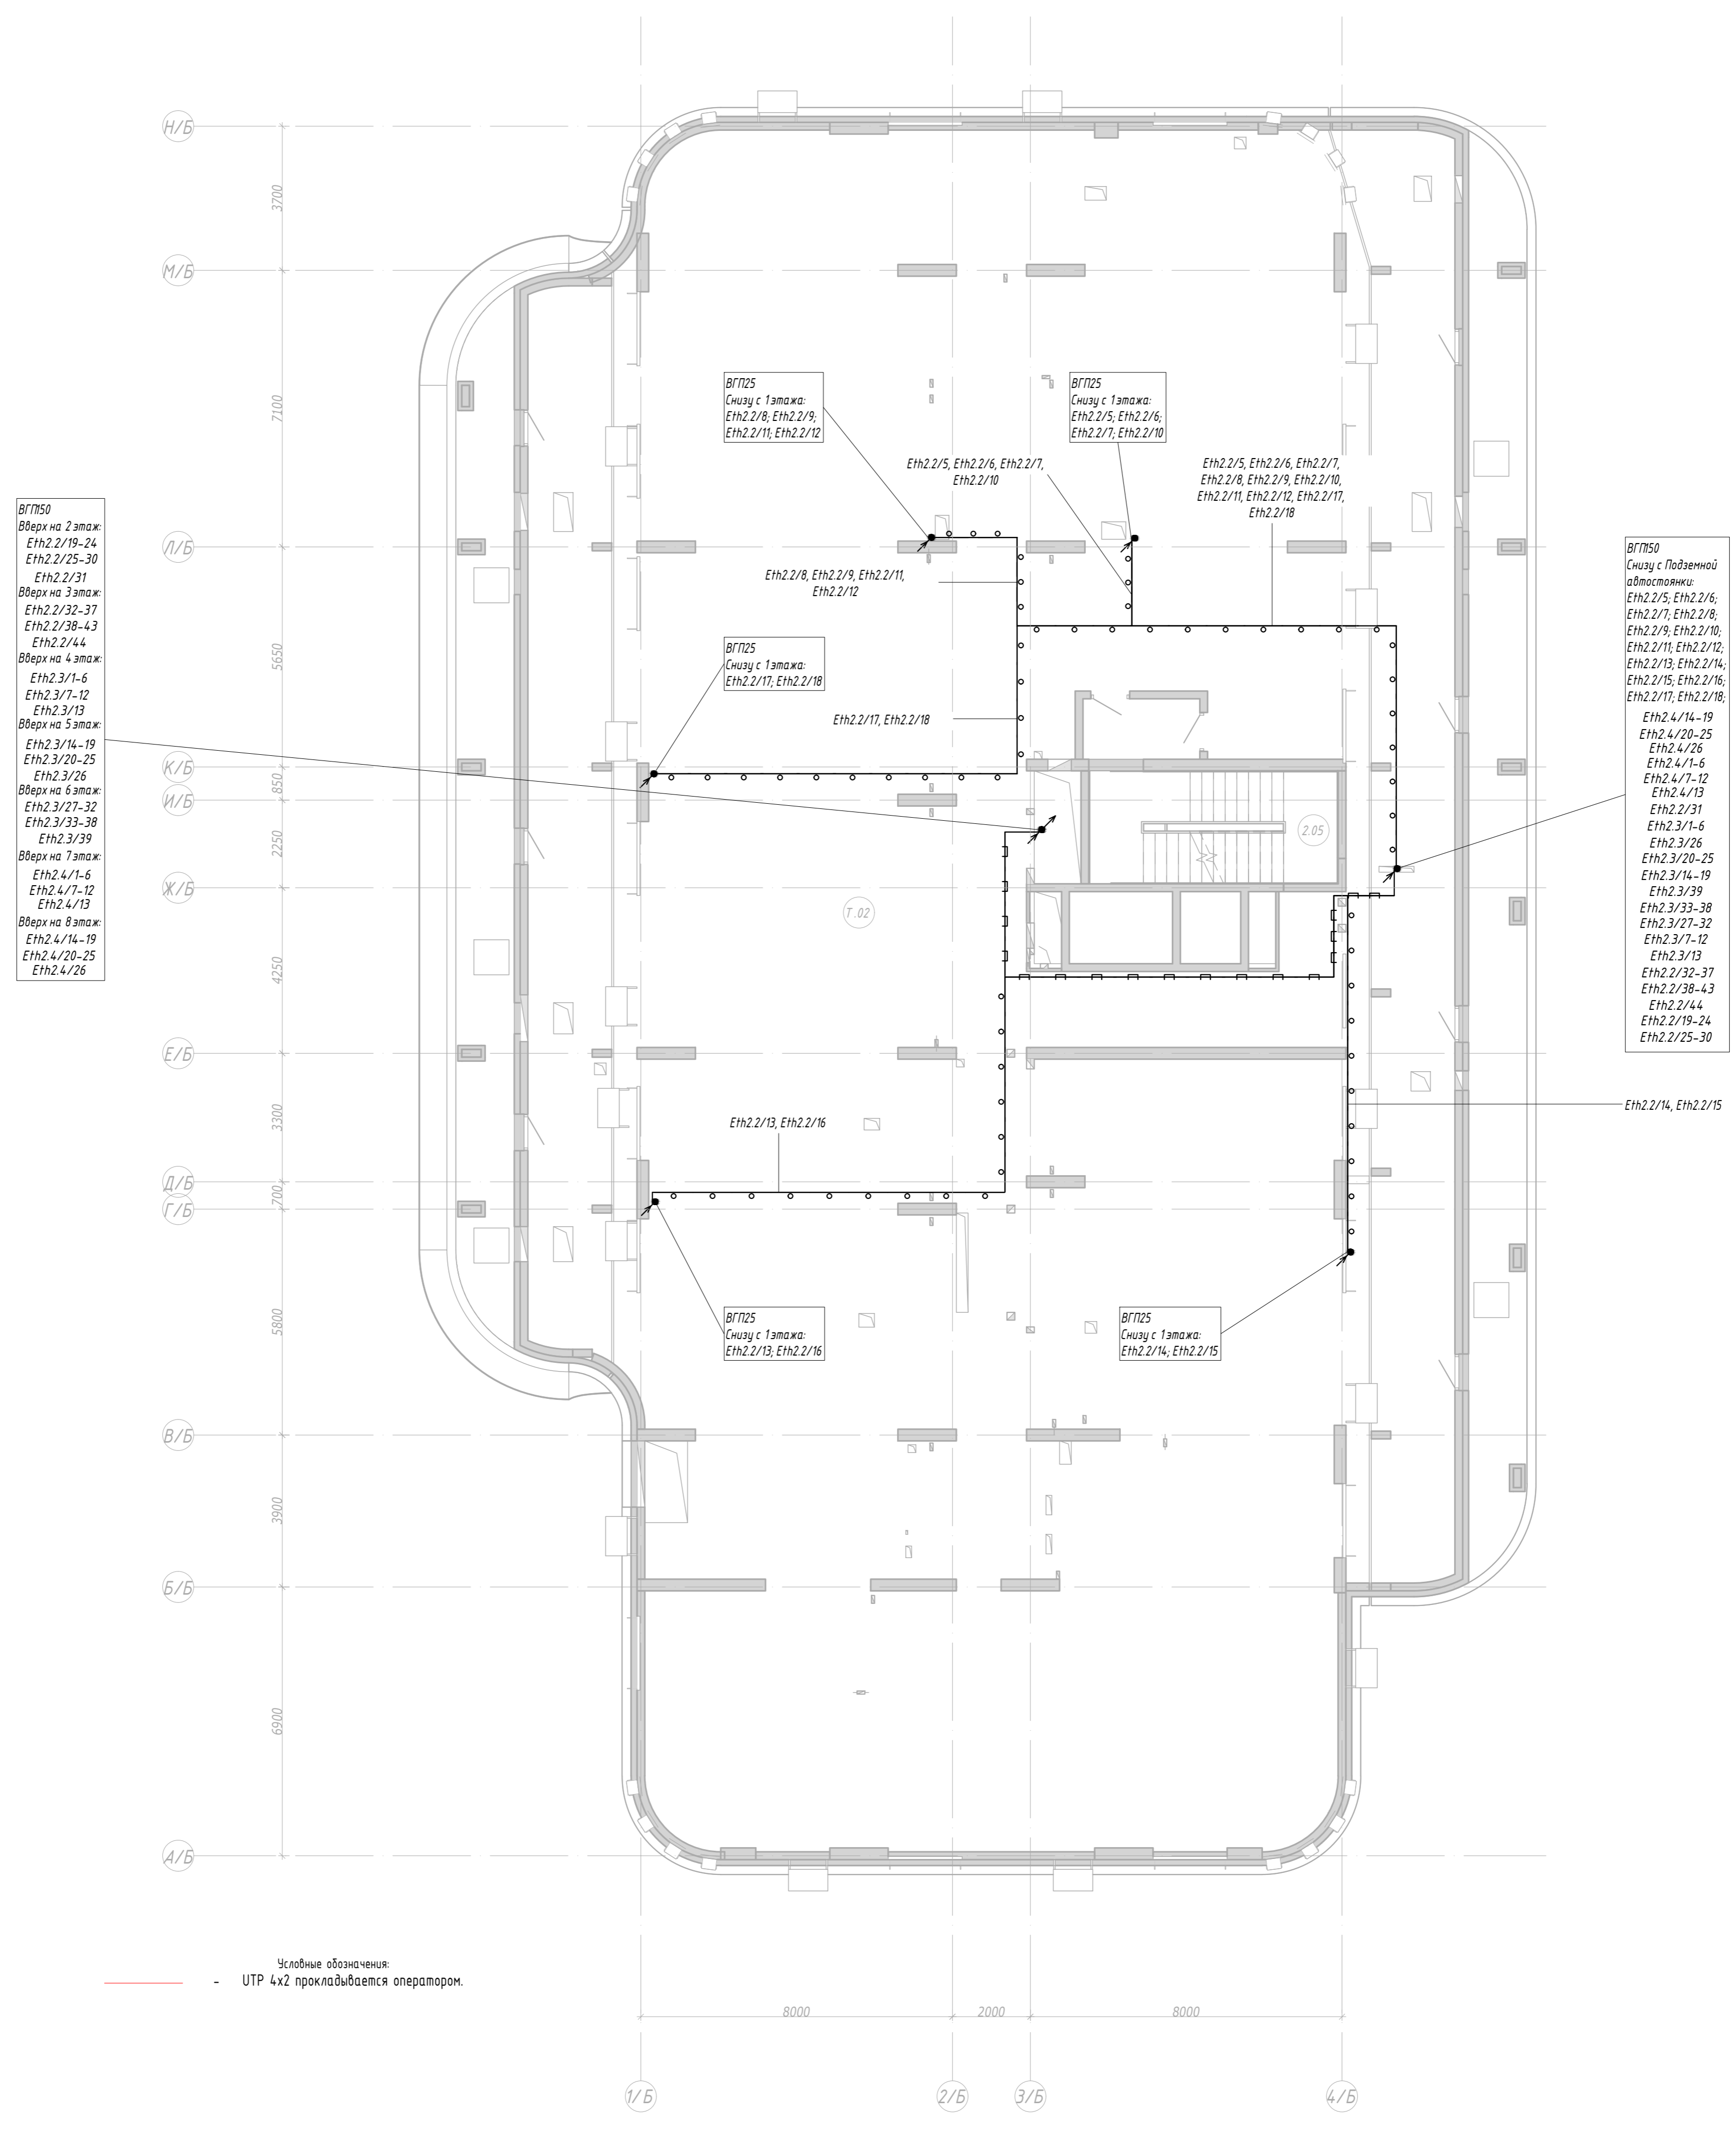 Н/Б
М/Б
Л/Б
К/Б
И/Б
Ж/Б
Е/Б
Д/Б
Г/Б
В/Б
Б/Б
А/Б
3700
7100
5650
850
2250
4250
3300
700
5800
3900
6900
ВГП150
Вверх на 2 этаж:
Eth2.2/19-24
Eth2.2/25-30
Eth2.2/31
Вверх на 3 этаж:
Eth2.2/32-37
Eth2.2/38-43
Eth2.2/44
Вверх на 4 этаж:
Eth2.3/1-6
Eth2.3/7-12
Eth2.3/13
Вверх на 5 этаж:
Eth2.3/14-19
Eth2.3/20-25
Eth2.3/26
Вверх на 6 этаж:
Eth2.3/27-32
Eth2.3/33-38
Eth2.3/39
Вверх на 7 этаж:
Eth2.4/1-6
Eth2.4/7-12
Eth2.4/13
Вверх на 8 этаж:
Eth2.4/14-19
Eth2.4/20-25
Eth2.4/26
ВГП25
Снизу с 1 этажа:
Eth2.2/8; Eth2.2/9;
Eth2.2/11; Eth2.2/12
ВГП25
Снизу с 1 этажа:
Eth2.2/5; Eth2.2/6;
Eth2.2/7; Eth2.2/10
Eth2.2/5, Eth2.2/6, Eth2.2/7,
Eth2.2/10
Eth2.2/5, Eth2.2/6, Eth2.2/7,
Eth2.2/8, Eth2.2/9, Eth2.2/10,
Eth2.2/11, Eth2.2/12, Eth2.2/17,
Eth2.2/18
Eth2.2/8, Eth2.2/9, Eth2.2/11,
Eth2.2/12
ВГП25
Снизу с 1 этажа:
Eth2.2/17; Eth2.2/18
Eth2.2/17, Eth2.2/18
2.05
Т.02
ВГП150
Снизу с Подземной
автостоянки:
Eth2.2/5; Eth2.2/6;
Eth2.2/7; Eth2.2/8;
Eth2.2/9; Eth2.2/10;
Eth2.2/11; Eth2.2/12;
Eth2.2/13; Eth2.2/14;
Eth2.2/15; Eth2.2/16;
Eth2.2/17; Eth2.2/18;
Eth2.4/14-19
Eth2.4/20-25
Eth2.4/26
Eth2.4/1-6
Eth2.4/7-12
Eth2.4/13
Eth2.2/31
Eth2.3/1-6
Eth2.3/26
Eth2.3/20-25
Eth2.3/14-19
Eth2.3/39
Eth2.3/33-38
Eth2.3/27-32
Eth2.3/7-12
Eth2.3/13
Eth2.2/32-37
Eth2.2/38-43
Eth2.2/44
Eth2.2/19-24
Eth2.2/25-30
Eth2.2/14, Eth2.2/15
Eth2.2/13, Eth2.2/16
ВГП25
Снизу с 1 этажа:
Eth2.2/13; Eth2.2/16
ВГП25
Снизу с 1 этажа:
Eth2.2/14; Eth2.2/15
Условные обозначения:
- UTP 4x2 прокладывается оператором.
8000
2000
8000
1/Б
2/Б
3/Б
4/Б